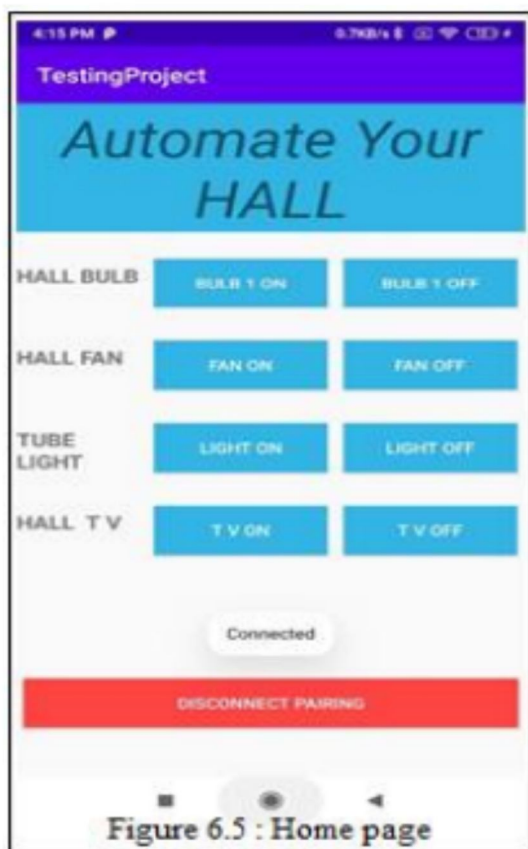 4:15 PM
0.7KB/s
TestingProject
Automate Your
HALL
HALL BULB
BULB 1 ON
BULB 1 OFF
HALL FAN
FAN ON
FAN OFF
TUBE
LIGHT
LIGHT ON
LIGHT OFF
HALL T V
T V ON
T V OFF
Connected
DISCONNECT PAIRING
Figure 6.5 : Home page